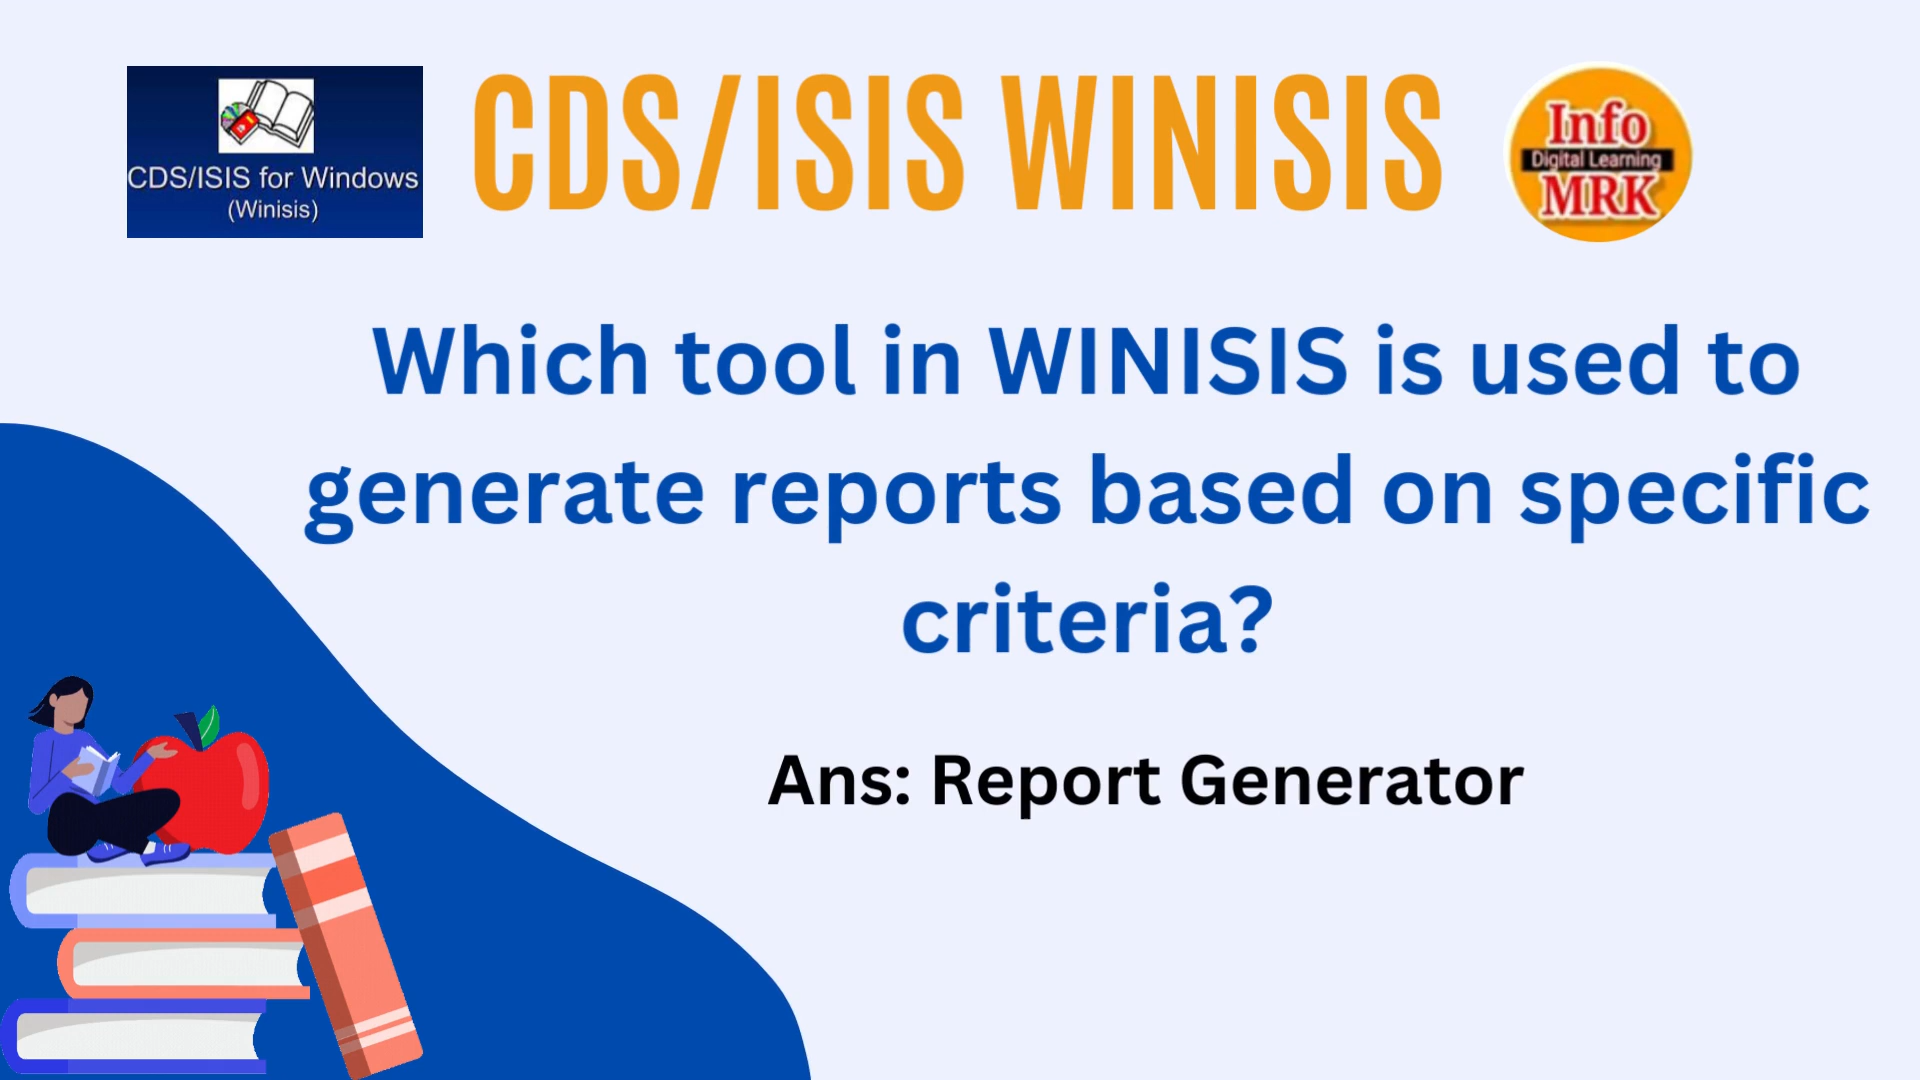 CDS/ISIS for Windows
(Winisis)
CDS/ISIS WINISIS
Info
Digital Learning
MRK
Which tool in WINISIS is used to
generate reports based on specific
criteria?
Ans: Report Generator